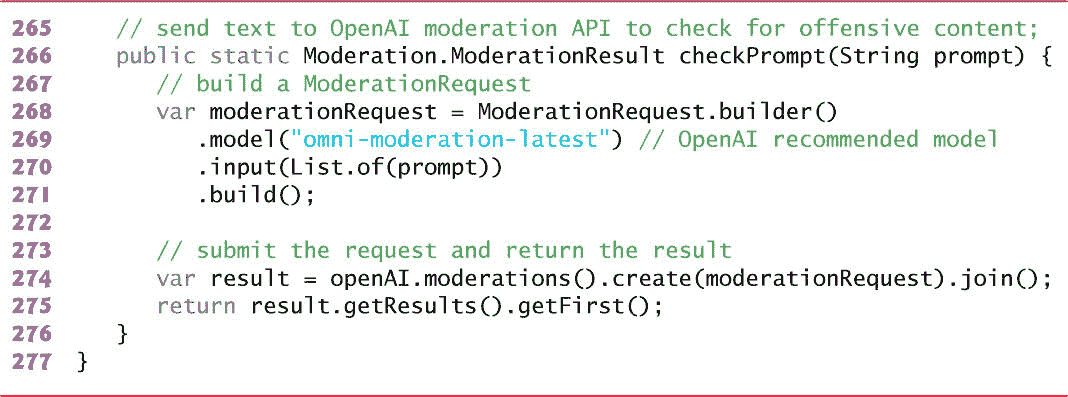 265 // send text to OpenAI moderation API to check for offensive content;
266 public static Moderation.ModerationResult checkPrompt(String prompt) {
267 // build a ModerationRequest
268 var moderationRequest = ModerationRequest.builder()
269 .model("omni-moderation-latest") // OpenAI recommended model
270 .input(List.of(prompt))
271 .build();
272
273 // submit the request and return the result
274 var result = openAI.moderations().create(moderationRequest).join();
275 return result.getResults().getFirst();
276 }
277 }